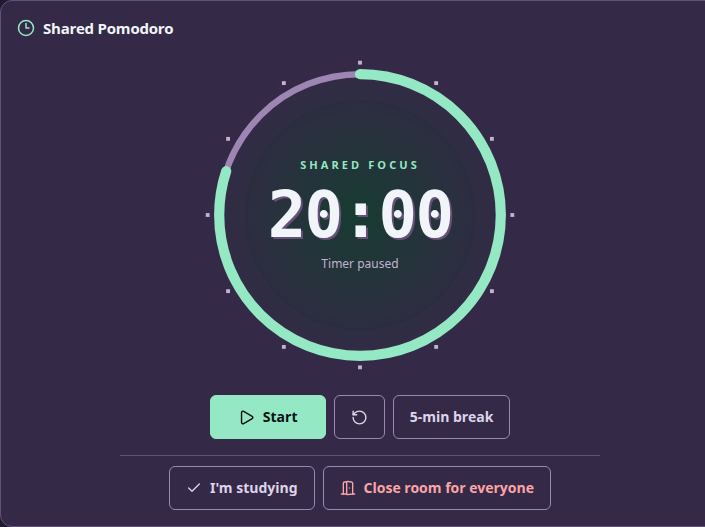 Shared Pomodoro
SHARED FOCUS
20:00
Timer paused
Start
5-min break
I'm studying
Close room for everyone